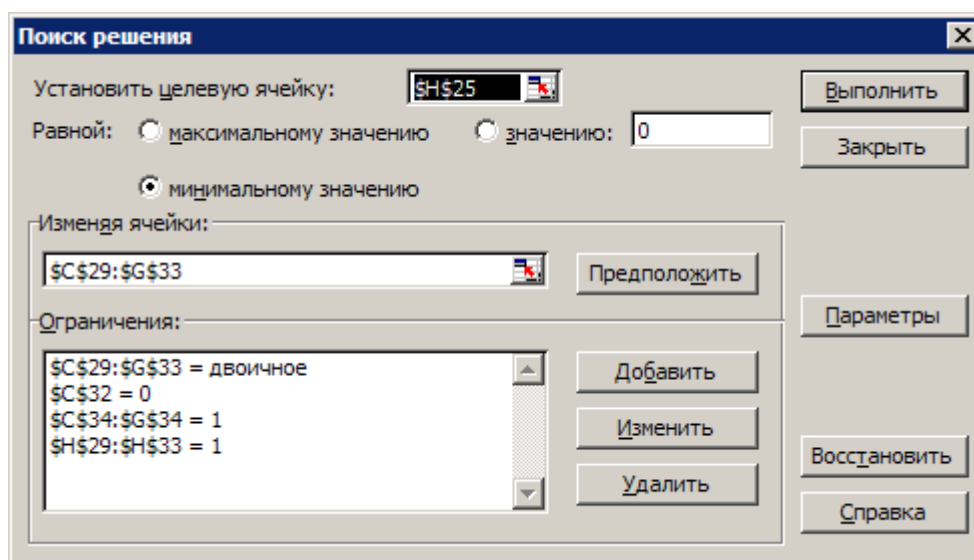 Поиск решения
Установить целевую ячейку: $H$25
Выполнить
Равной: максимальному значению значению: 0
Закрыть
минимальному значению
Изменяя ячейки:
$C$29:$G$33
Предположить
Параметры
Ограничения:
$C$29:$G$33 = двоичное
$C$32 = 0
$C$34:$G$34 = 1
$H$29:$H$33 = 1
Добавить
Изменить
Удалить
Восстановить
Справка